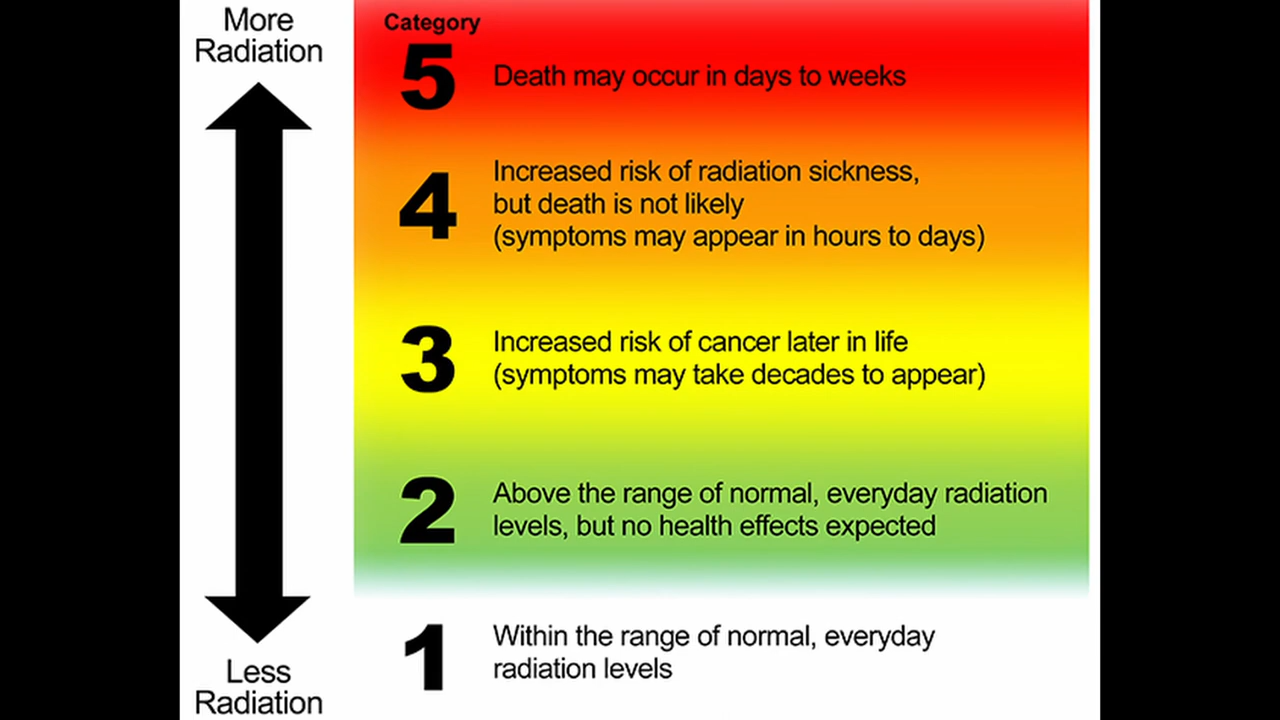 More
Radiation
Category
5
Death may occur in days to weeks
4
Increased risk of radiation sickness,
but death is not likely
(symptoms may appear in hours to days)
3
Increased risk of cancer later in life
(symptoms may take decades to appear)
2
Above the range of normal, everyday radiation
levels, but no health effects expected
1
Within the range of normal, everyday
radiation levels
Less
Radiation